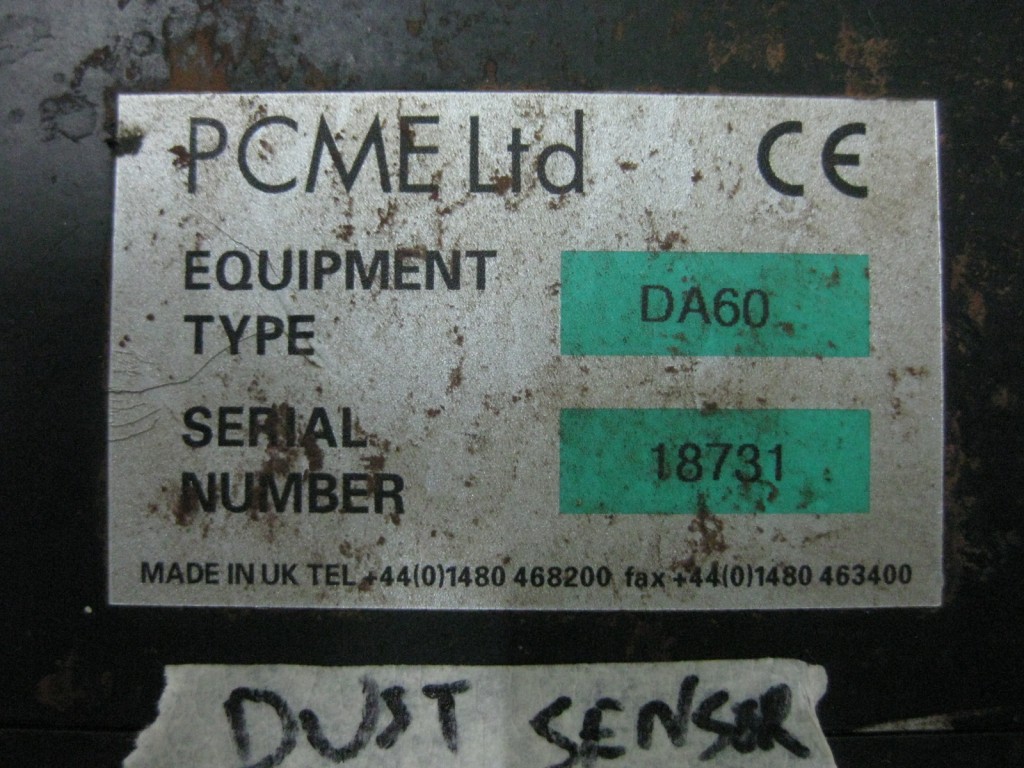 PCME Ltd CE
EQUIPMENT
TYPE
DA60
SERIAL
NUMBER
18731
MADE IN UK TEL +44(0)1480 468200 fax +44(0)1480 463400
DUST SENSOR